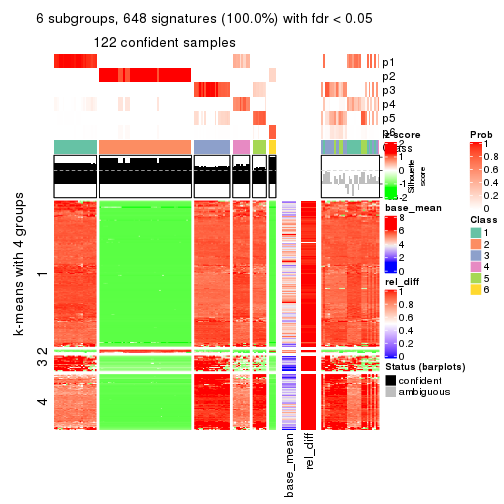 6 subgroups, 648 signatures (100.0%) with fdr < 0.05
122 confident samples
p1
p2
p3
p4
p5
p6
Class
z_score
2
1
0
-1
-2
Silhouette
score
base_mean
8
6
4
2
0
rel_diff
1
0.8
0.6
0.4
0.2
0
Status (barplots)
confident
ambiguous
Prob
1
0.8
0.6
0.4
0.2
0
Class
1
2
3
4
5
6
k-means with 4 groups
1
2
3
4
base_mean
rel_diff